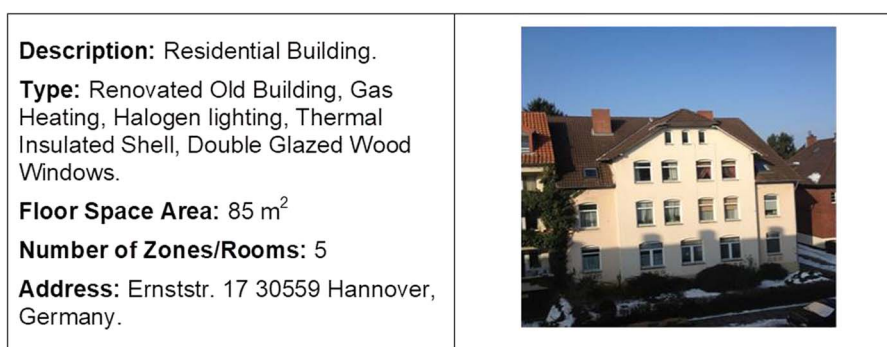 Description: Residential Building.
Type: Renovated Old Building, Gas
Heating, Halogen lighting, Thermal
Insulated Shell, Double Glazed Wood
Windows.
Floor Space Area: 85 m²
Number of Zones/Rooms: 5
Address: Ernststr. 17 30559 Hannover,
Germany.